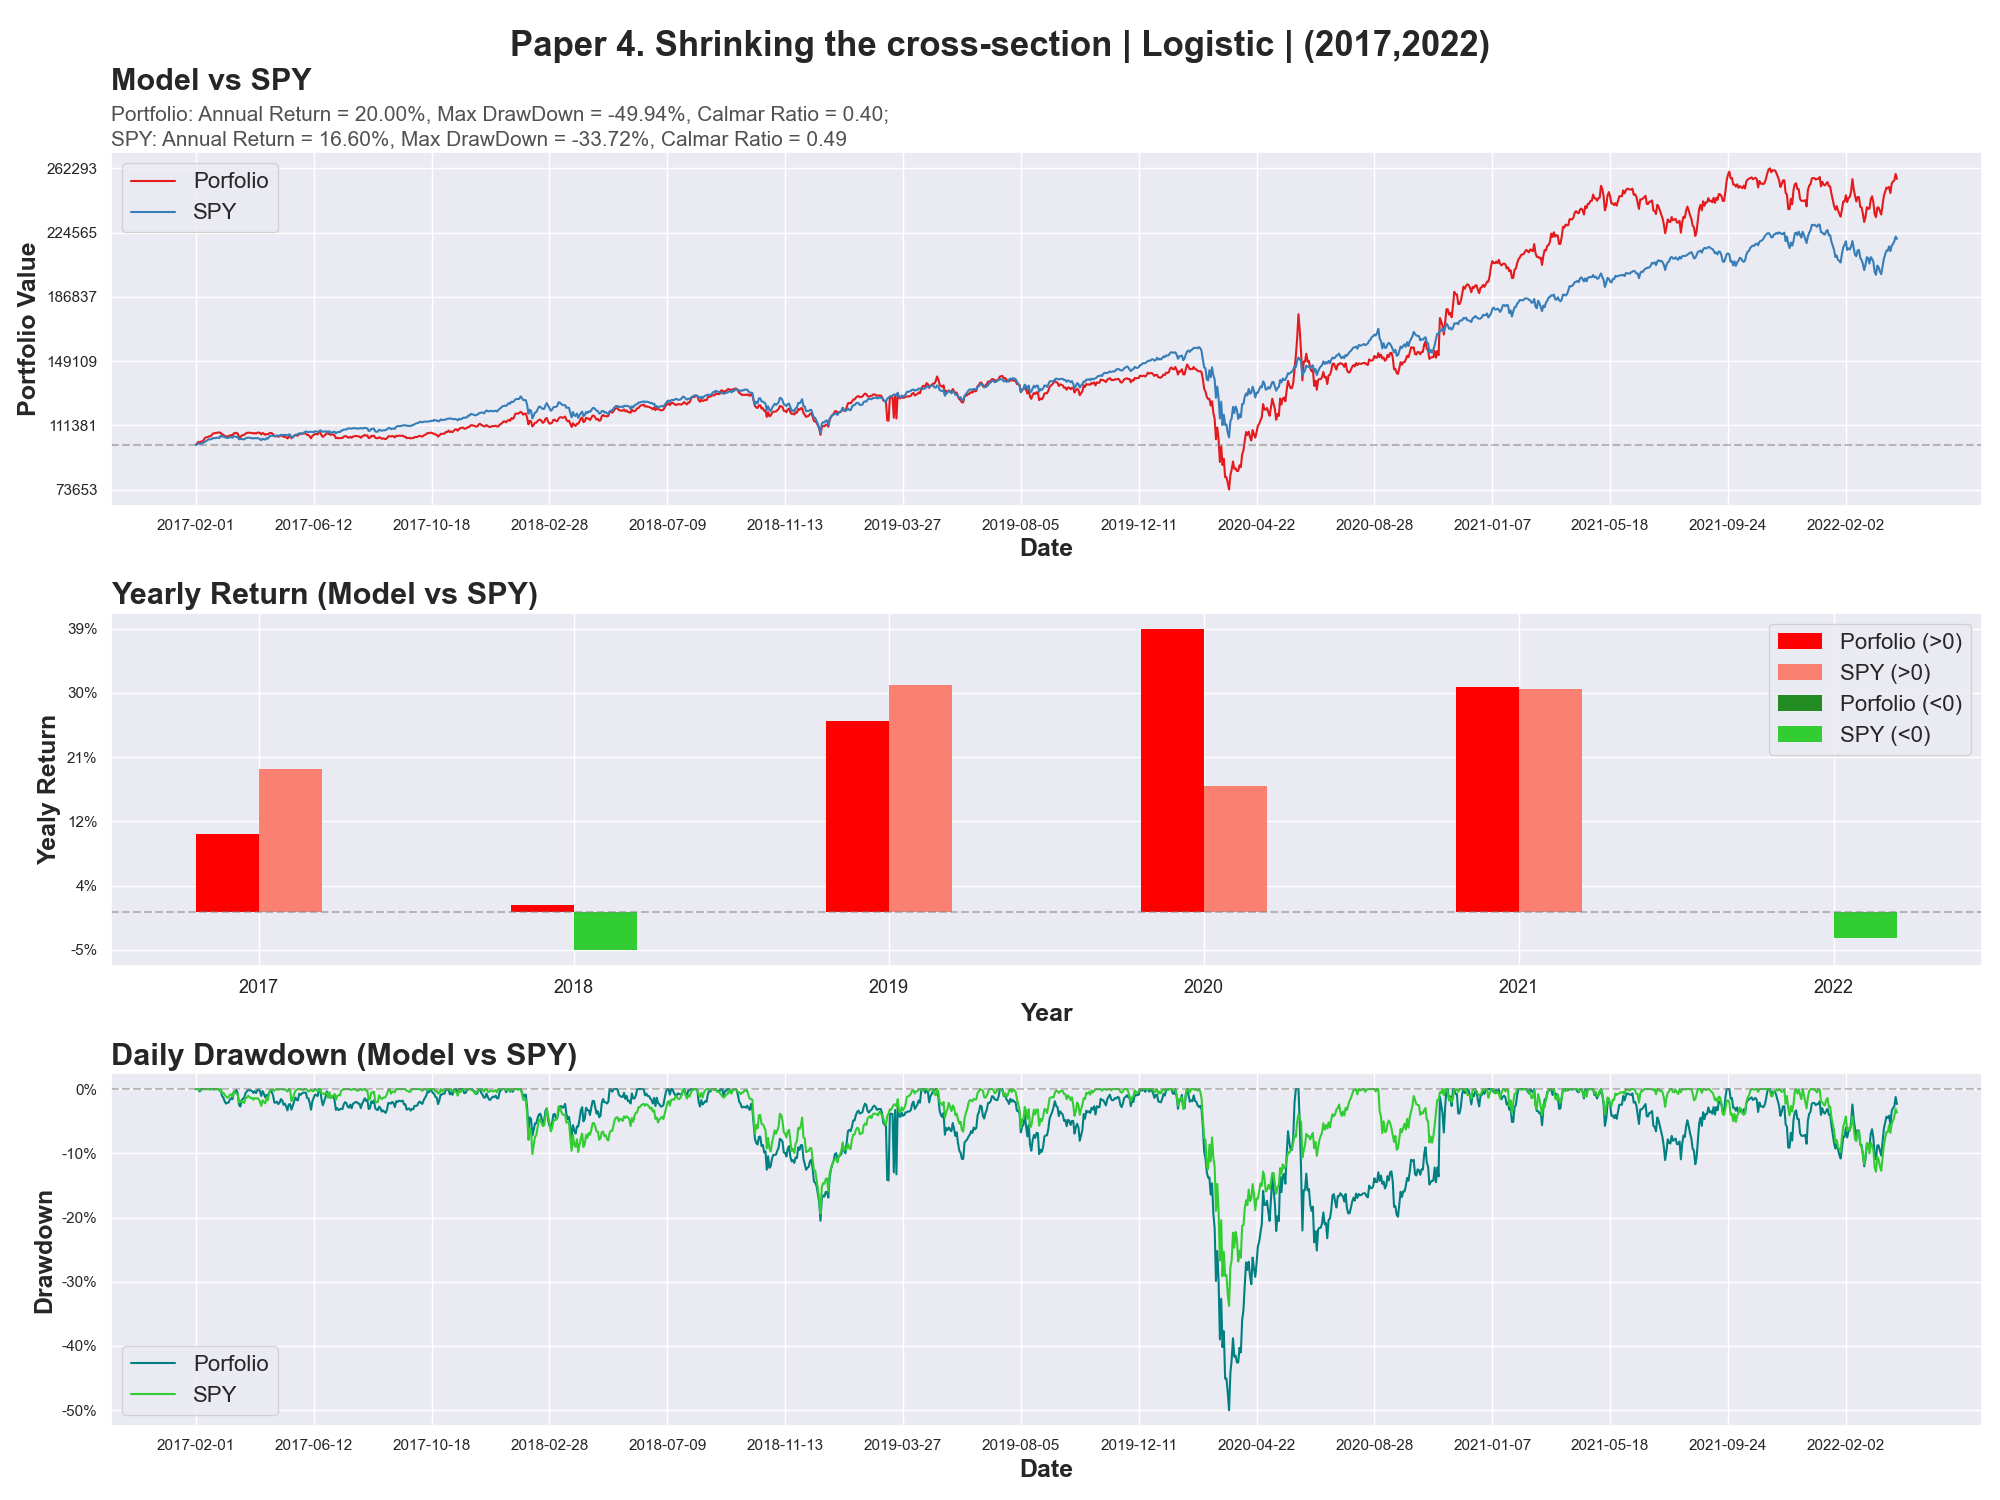 Paper 4. Shrinking the cross-section | Logistic | (2017,2022)
Model vs SPY
Portfolio: Annual Return = 20.00%, Max DrawDown = -49.94%, Calmar Ratio = 0.40;
SPY: Annual Return = 16.60%, Max DrawDown = -33.72%, Calmar Ratio = 0.49
Portfolio Value
262293
224565
186837
149109
111381
73653
Porfolio
SPY
2017-02-01 2017-06-12 2017-10-18 2018-02-28 2018-07-09 2018-11-13 2019-03-27 2019-08-05 2019-12-11 2020-04-22 2020-08-28 2021-01-07 2021-05-18 2021-09-24 2022-02-02
Date
Yearly Return (Model vs SPY)
Yealy Return
39%
30%
21%
12%
4%
-5%
Porfolio (>0)
SPY (>0)
Porfolio (<0)
SPY (<0)
2017 2018 2019 2020 2021 2022
Year
Daily Drawdown (Model vs SPY)
Drawdown
0%
-10%
-20%
-30%
-40%
-50%
Porfolio
SPY
2017-02-01 2017-06-12 2017-10-18 2018-02-28 2018-07-09 2018-11-13 2019-03-27 2019-08-05 2019-12-11 2020-04-22 2020-08-28 2021-01-07 2021-05-18 2021-09-24 2022-02-02
Date